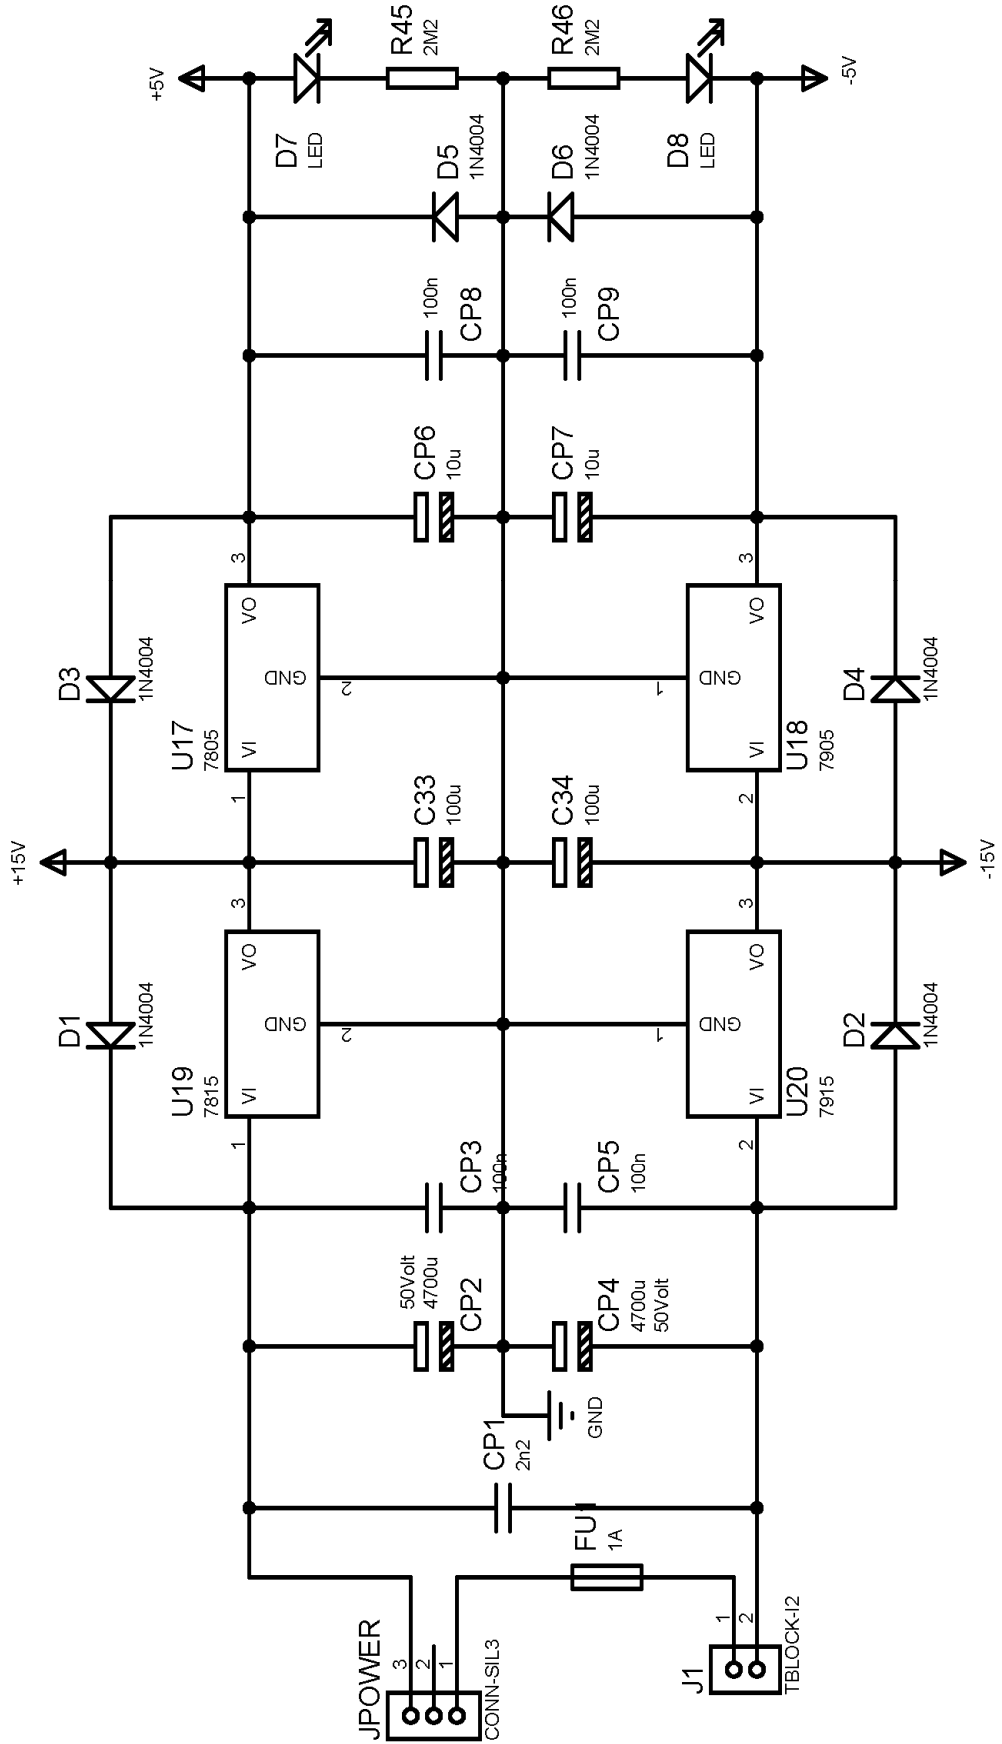 JPOWER
3
2
1
CONN-SIL3
J1
1
2
TBLOCK-I2
FU1
1A
CP1
2n2
GND
50Volt
4700u
CP2
CP4
4700u
50Volt
CP3
100n
CP5
100n
D1
1N4004
U19
7815
1
VI
VO
3
GND
2
U20
7915
2
VI
VO
3
GND
1
D2
1N4004
+15V
-15V
C33
100u
C34
100u
D3
1N4004
U17
7805
1
VI
VO
3
GND
2
U18
7905
2
VI
VO
3
GND
1
D4
1N4004
CP6
10u
CP7
10u
100n
CP8
100n
CP9
D5
1N4004
D6
1N4004
D7
LED
D8
LED
R45
2M2
R46
2M2
+5V
-5V